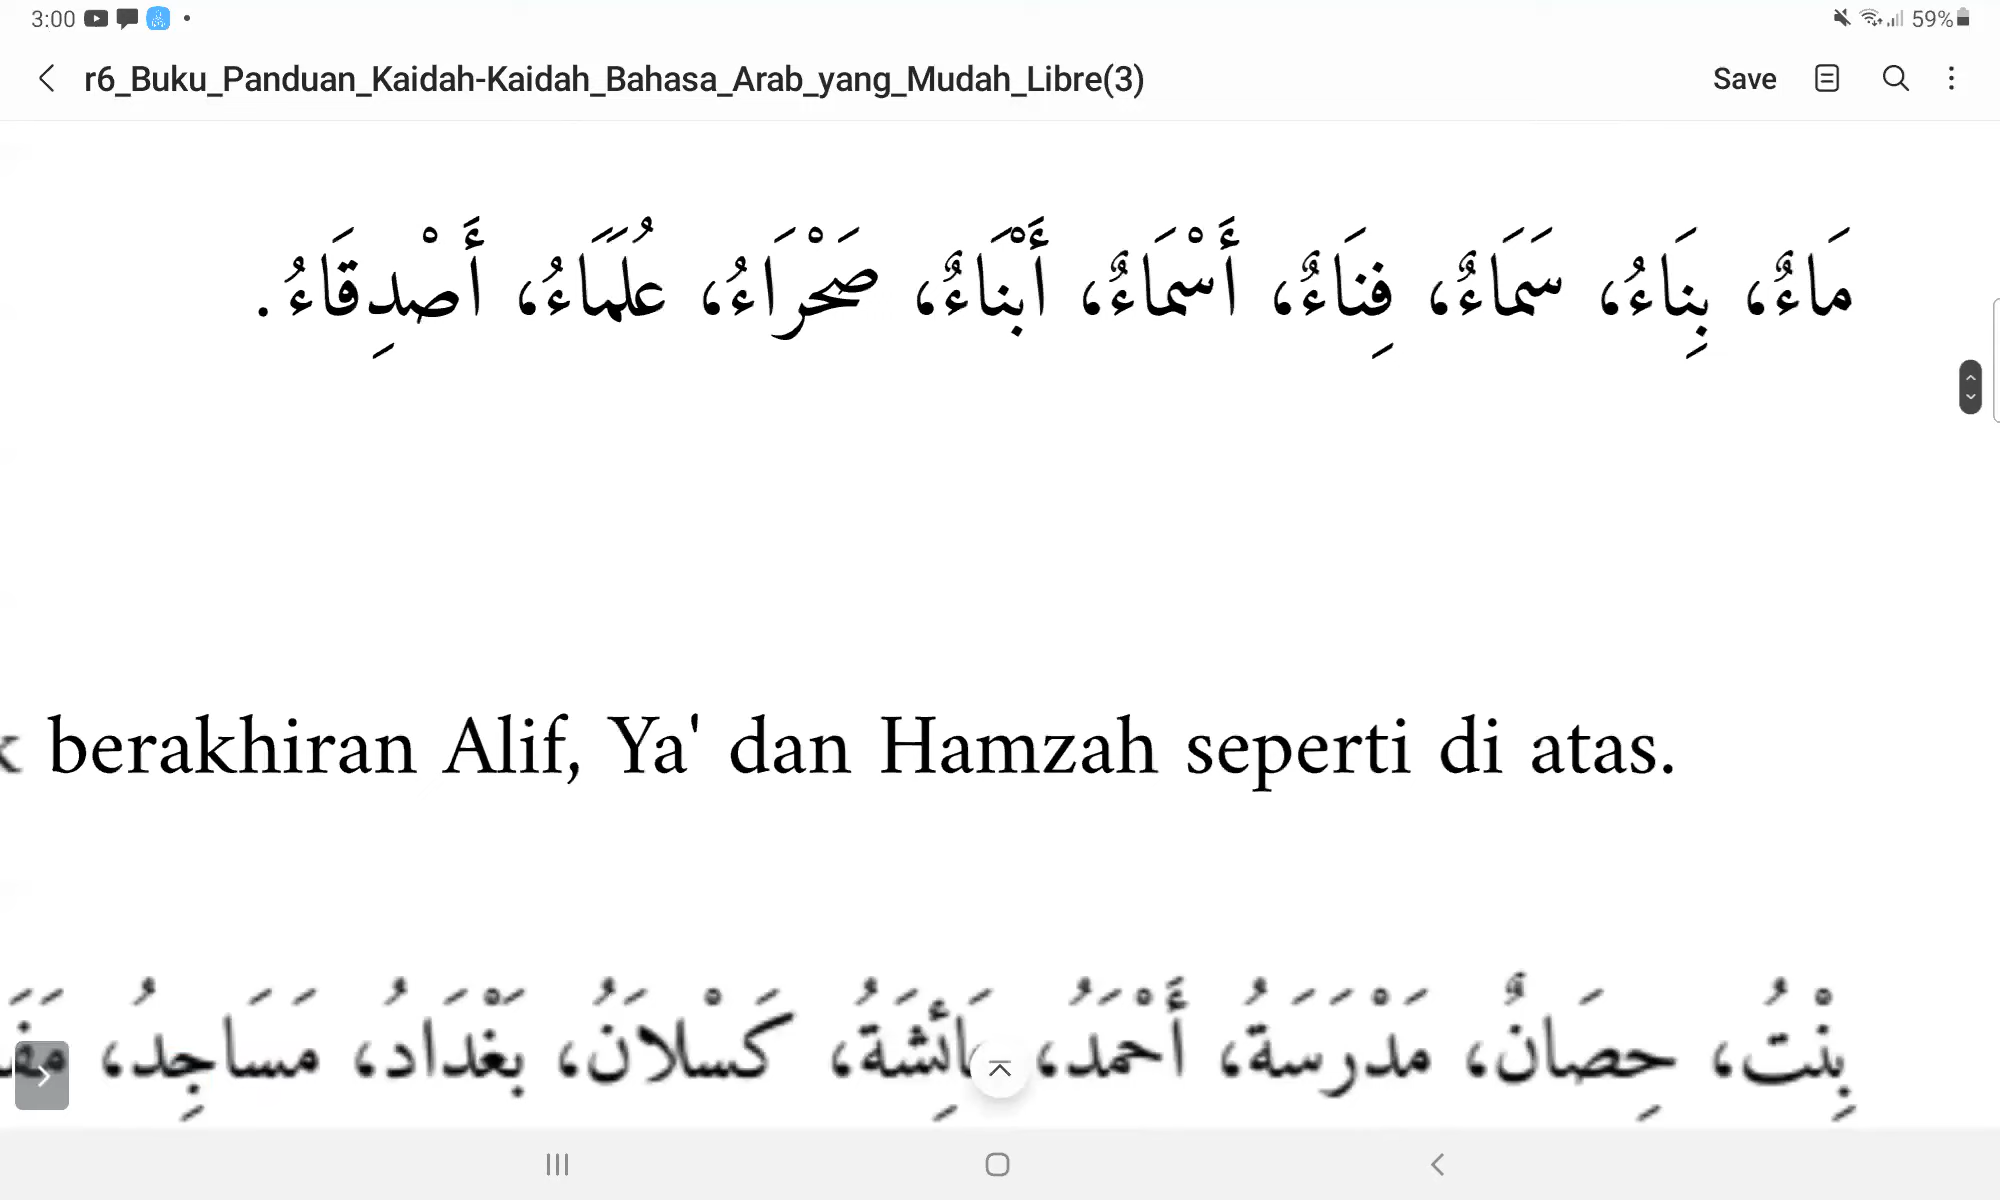 3:00 59%
r6_Buku_Panduan_Kaidah-Kaidah_Bahasa_Arab_yang_Mudah_Libre(3) Save
مَاءٌ، بِنَاءُ، سَمَاءٌ، فِنَاءٌ، أَسْمَاءٌ، أَبْنَاءٌ، صَحْرَاءُ، عُلَمَاءُ، أَصْدِقَاءُ.
berakhiran Alif, Ya' dan Hamzah seperti di atas.
بِنْتُ، حِصَانٌ، مَدْرَسَةُ، أَحْمَدُ، كَسْلَانُ، بَغْدَادُ، مَسَاجِدُ،